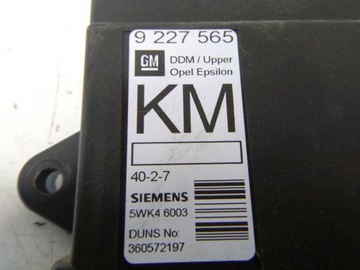 9 227 565
GM
DDM / Upper
Opel Epsilon
KM
40-2-7
SIEMENS
5WK4 6003
DUNS No:
360572197